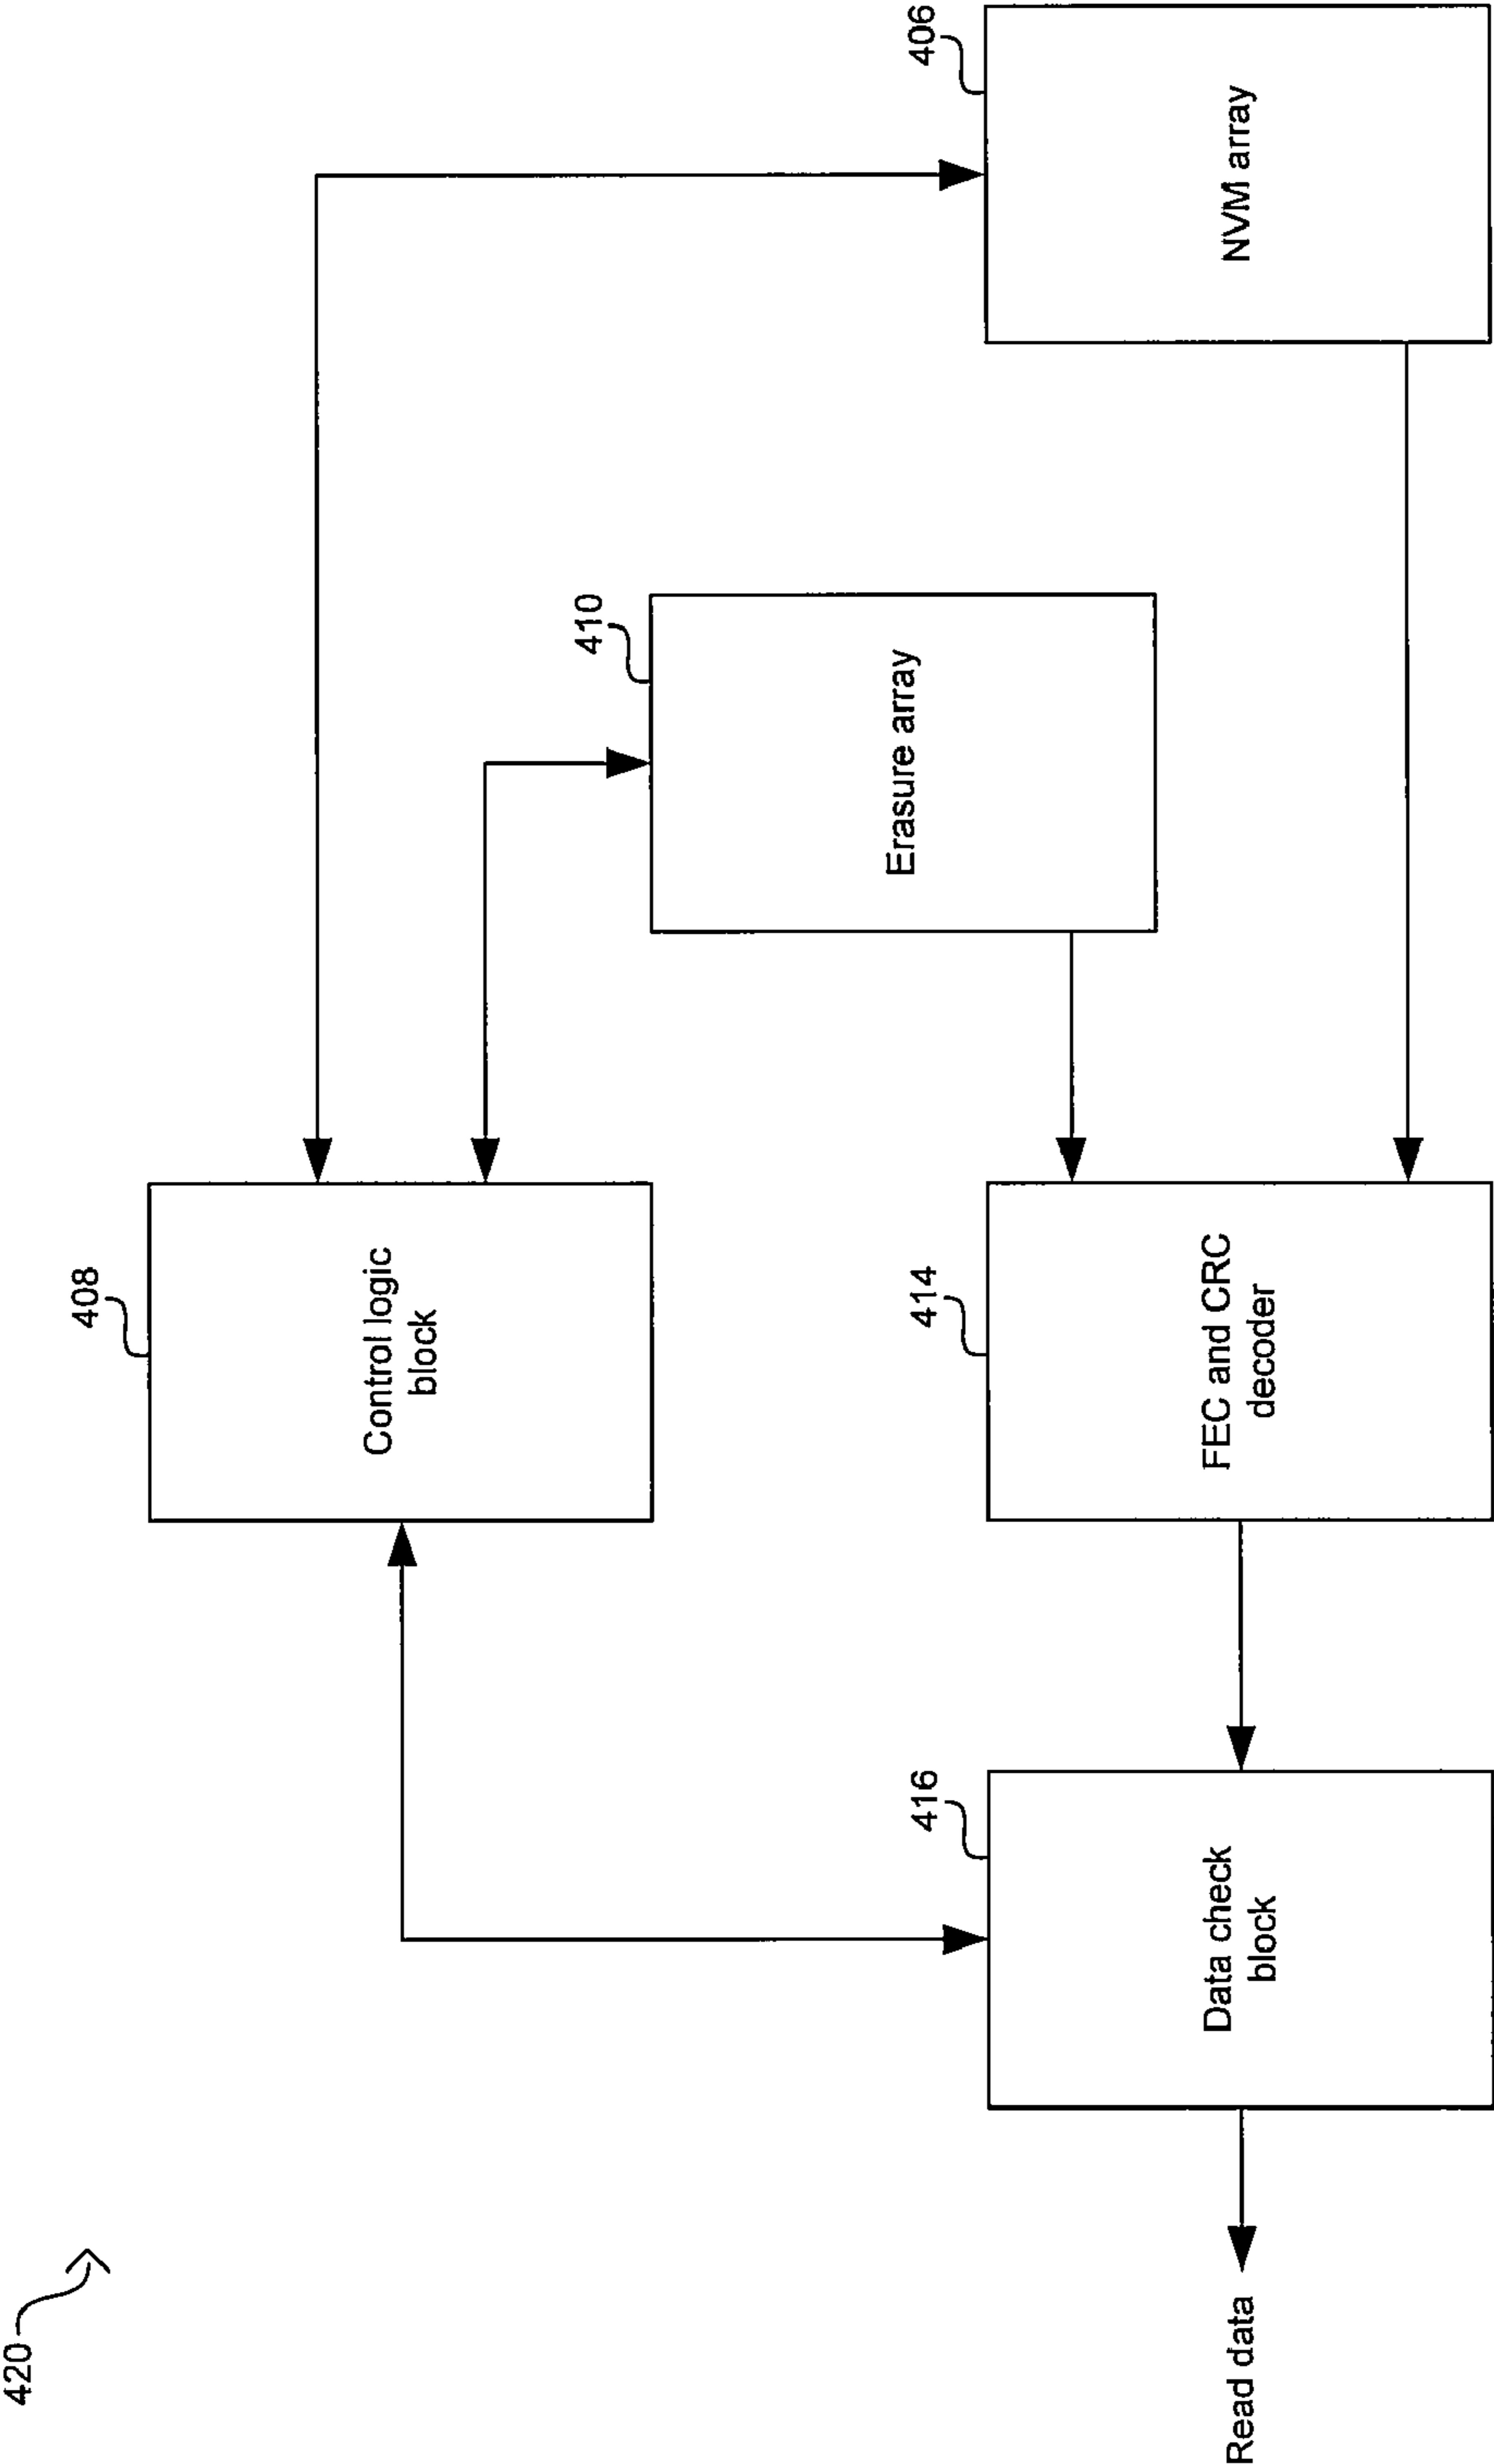 420
408
Control logic
block
410
Erasure array
406
NVM array
416
Data check
block
414
FEC and CRC
decoder
Read data